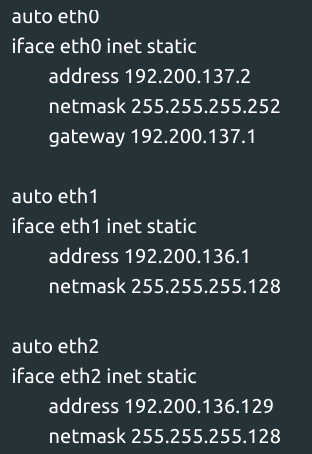 auto eth0
iface eth0 inet static
address 192.200.137.2
netmask 255.255.255.252
gateway 192.200.137.1
auto eth1
iface eth1 inet static
address 192.200.136.1
netmask 255.255.255.128
auto eth2
iface eth2 inet static
address 192.200.136.129
netmask 255.255.255.128